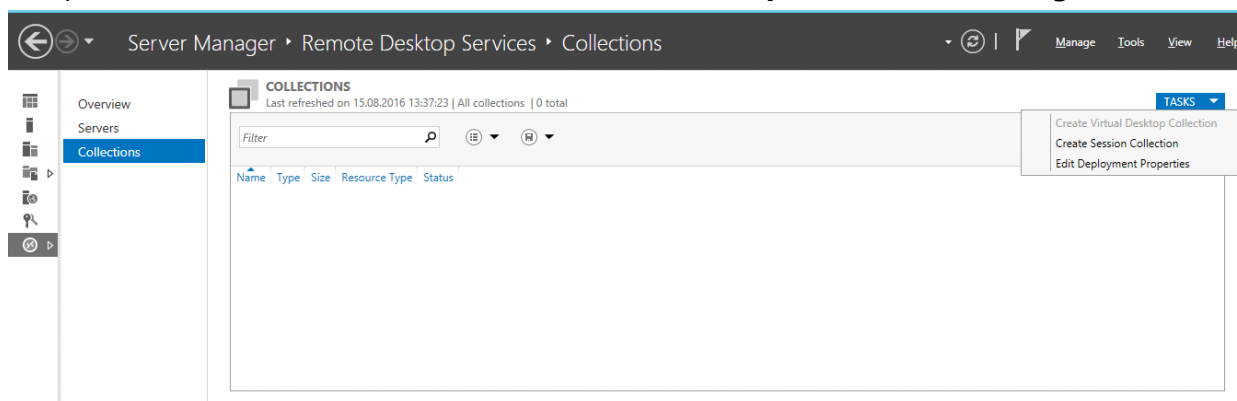 Server Manager ‣ Remote Desktop Services ‣ Collections
Manage Tools View Help
Overview
Servers
Collections
COLLECTIONS
Last refreshed on 15.08.2016 13:37:23 | All collections | 0 total
TASKS
Filter
Create Virtual Desktop Collection
Create Session Collection
Edit Deployment Properties
Name Type Size Resource Type Status